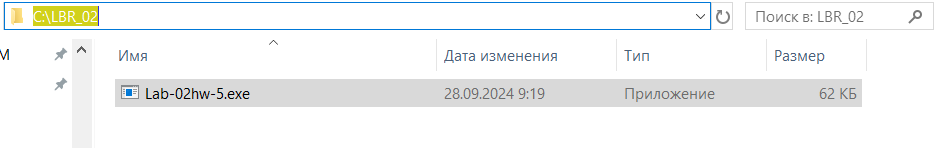 C:\LBR_02 Поиск в: LBR_02
М Имя Дата изменения Тип Размер
Lab-02hw-5.exe 28.09.2024 9:19 Приложение 62 КБ